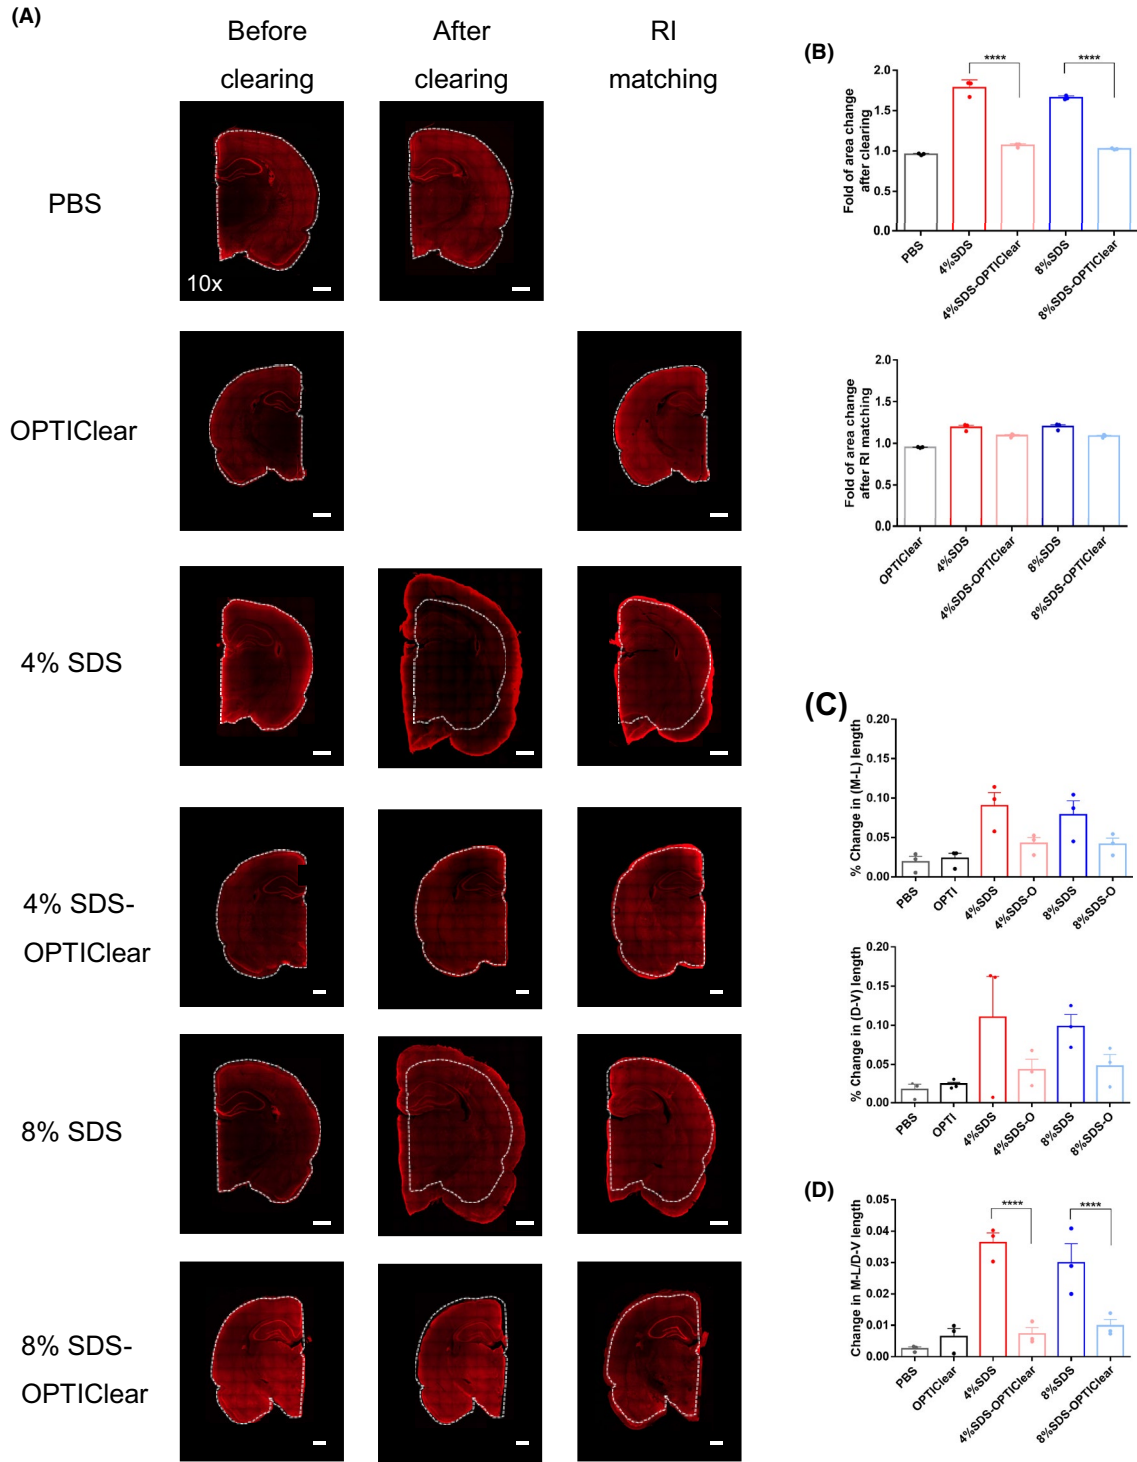 (A)
Before
clearing
After
clearing
RI
matching
PBS
10x
OPTIClear
4% SDS
4% SDS-
OPTIClear
8% SDS
8% SDS-
OPTIClear
(B)
Fold of area change
after clearing
2.0
1.5
1.0
0.5
0.0
****
****
PBS
4%SDS
4%SDS-OPTIClear
8%SDS
8%SDS-OPTIClear
Fold of area change
after RI matching
2.0
1.5
1.0
0.5
0.0
OPTIClear
4%SDS
4%SDS-OPTIClear
8%SDS
8%SDS-OPTIClear
(C)
% Change in (M-L) length
0.20
0.15
0.10
0.05
0.00
PBS
OPTI
4%SDS
4%SDS-O
8%SDS
8%SDS-O
% Change in (D-V) length
0.20
0.15
0.10
0.05
0.00
PBS
OPTI
4%SDS
4%SDS-O
8%SDS
8%SDS-O
(D)
Change in M-L/D-V length
0.05
0.04
0.03
0.02
0.01
0.00
****
****
PBS
OPTIClear
4%SDS
4%SDS-OPTIClear
8%SDS
8%SDS-OPTIClear